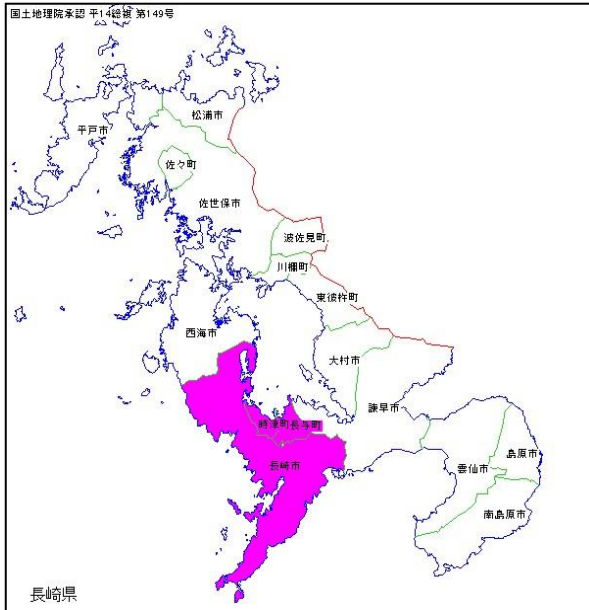 国土地理院承認 平14総複 第149号
松浦市
平戸市
佐々町
佐世保市
波佐見町
川棚町
東彼杵町
西海市
大村市
諫早市
時津町
長与町
長崎市
島原市
雲仙市
南島原市
長崎県